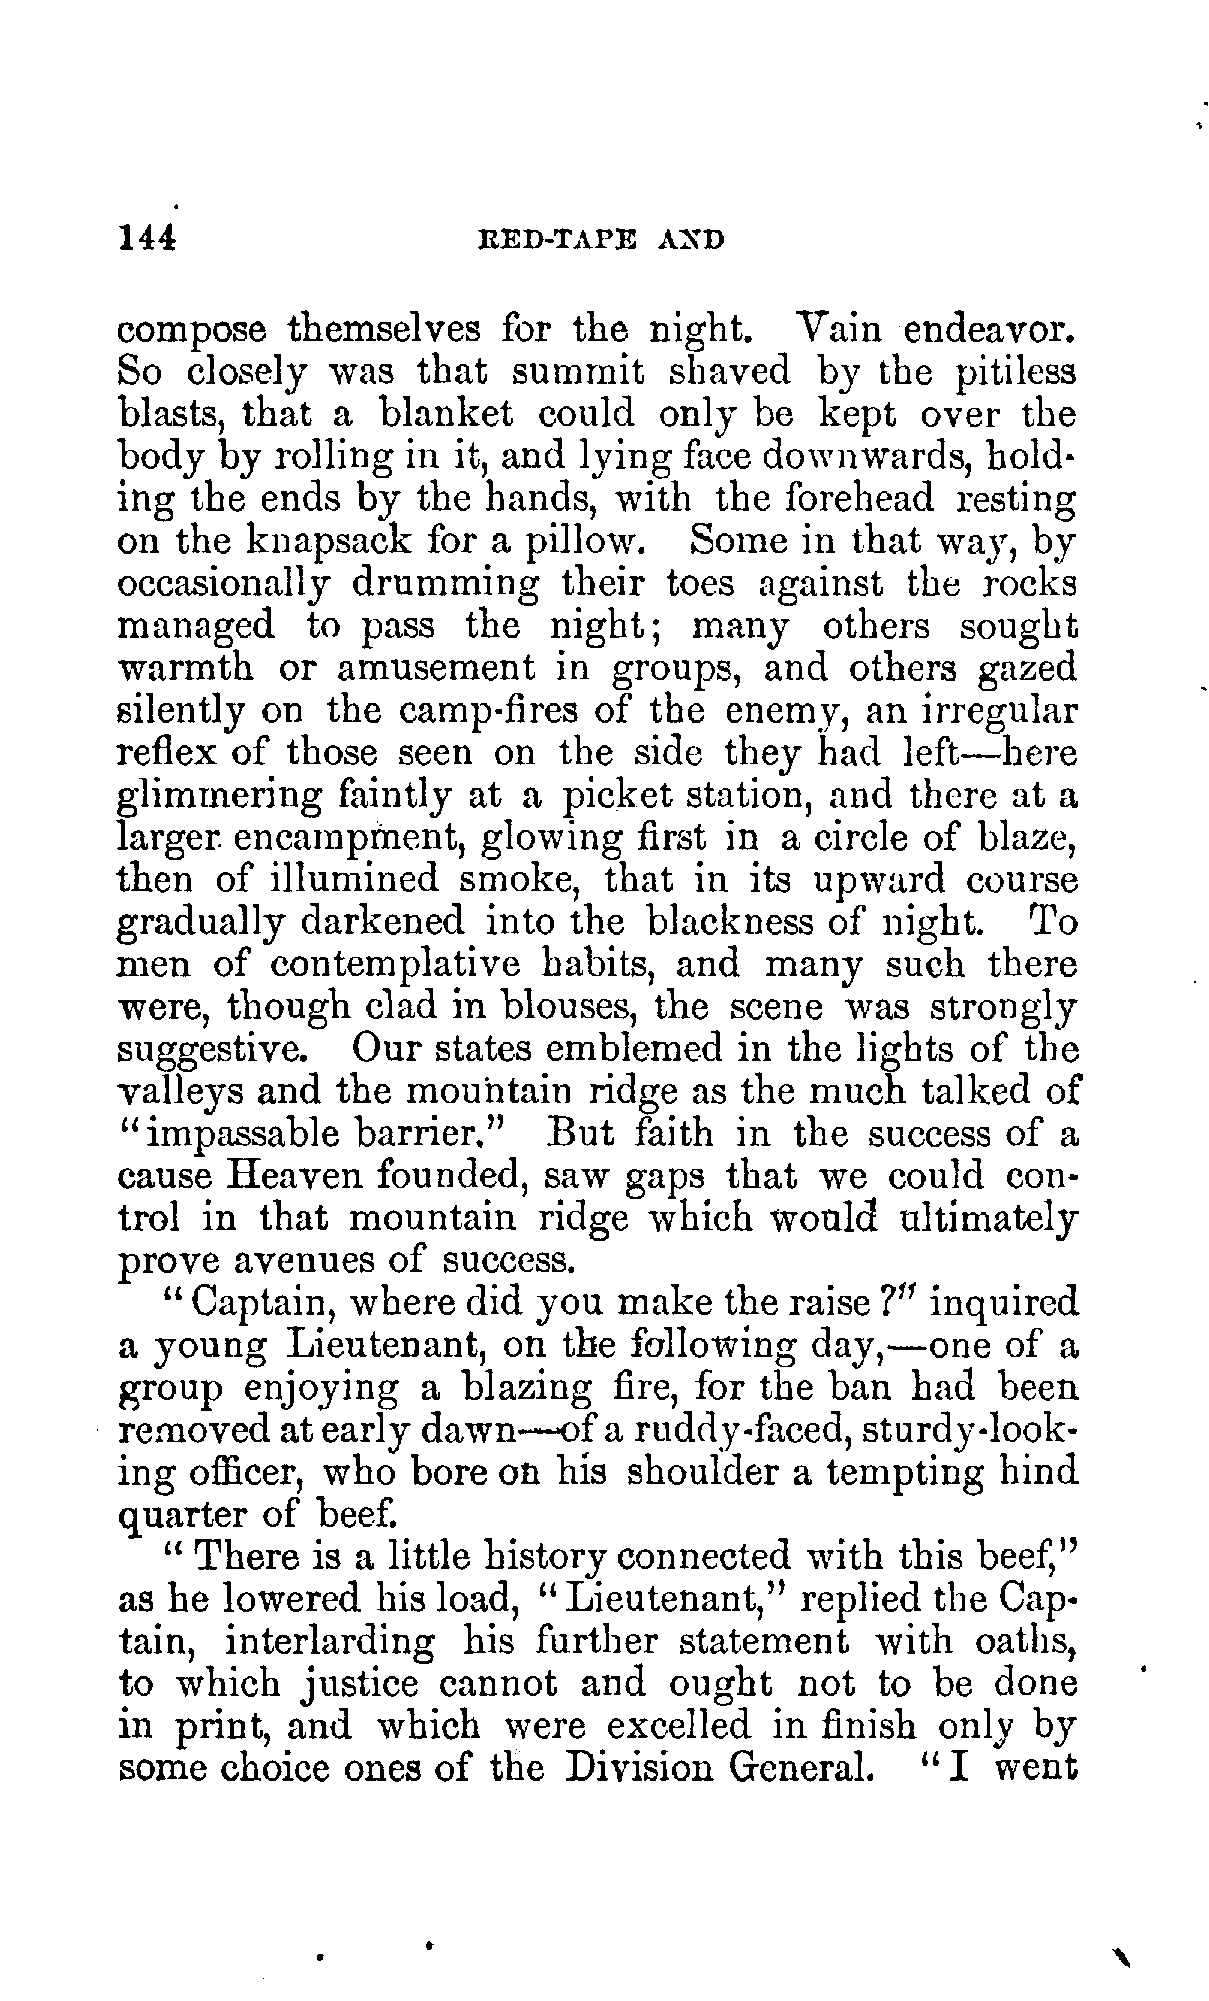 144 RED-TAPE AND
compose themselves for the night. Vain endeavor.
So closely was that summit shaved by the pitiless
blasts, that a blanket could only be kept over the
body by rolling in it, and lying face downwards, hold-
ing the ends by the hands, with the forehead resting
on the knapsack for a pillow. Some in that way, by
occasionally drumming their toes against the rocks
managed to pass the night; many others sought
warmth or amusement in groups, and others gazed
silently on the camp-fires of the enemy, an irregular
reflex of those seen on the side they had left—here
glimmering faintly at a picket station, and there at a
larger encampment, glowing first in a circle of blaze,
then of illumined smoke, that in its upward course
gradually darkened into the blackness of night. To
men of contemplative habits, and many such there
were, though clad in blouses, the scene was strongly
suggestive. Our states emblemed in the lights of the
valleys and the mountain ridge as the much talked of
"impassable barrier." But faith in the success of a
cause Heaven founded, saw gaps that we could con-
trol in that mountain ridge which would ultimately
prove avenues of success.
"Captain, where did you make the raise?" inquired
a young Lieutenant, on the following day,—one of a
group enjoying a blazing fire, for the ban had been
removed at early dawn—of a ruddy-faced, sturdy-look-
ing officer, who bore on his shoulder a tempting hind
quarter of beef.
"There is a little history connected with this beef,"
as he lowered his load, "Lieutenant," replied the Cap-
tain, interlarding his further statement with oaths,
to which justice cannot and ought not to be done
in print, and which were excelled in finish only by
some choice ones of the Division General. "I went